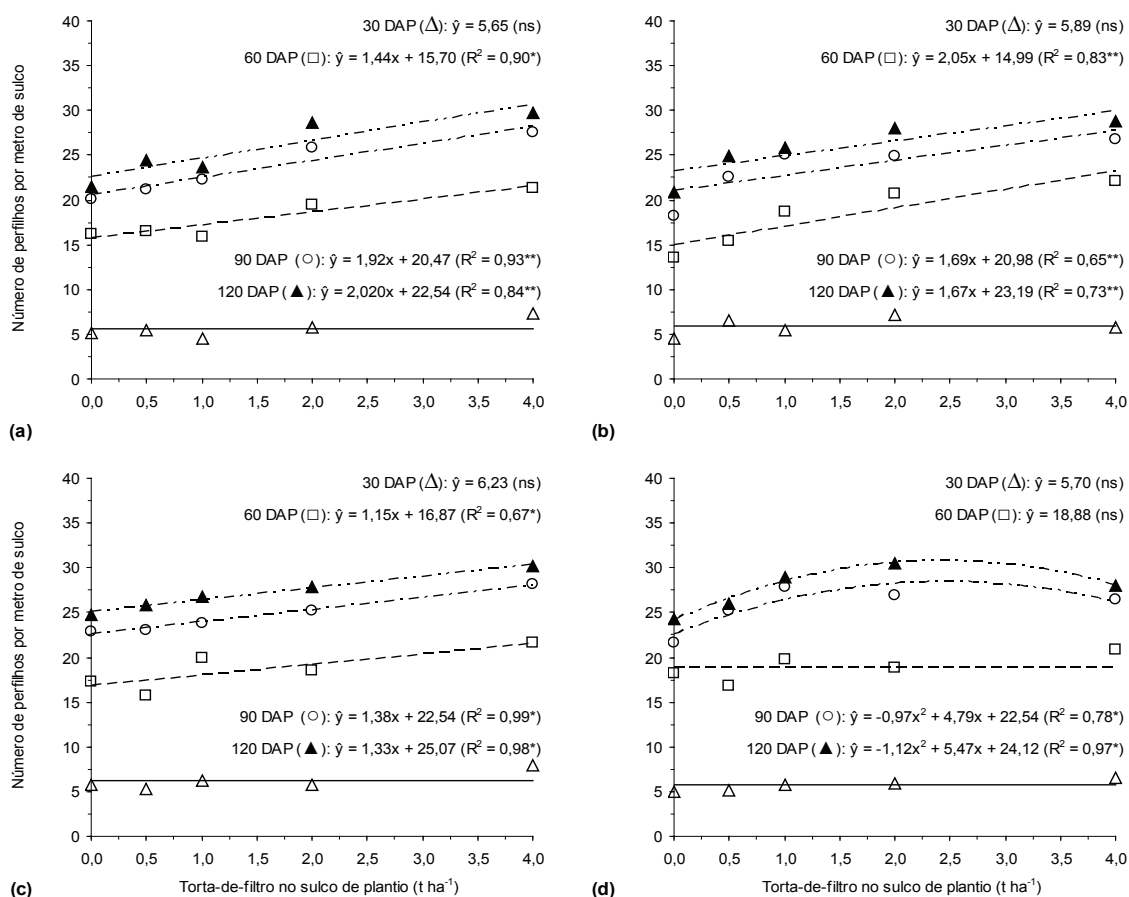 30 DAP (Δ): ŷ = 5,65 (ns)
60 DAP (□): ŷ = 1,44x + 15,70 (R² = 0,90*)
90 DAP (○): ŷ = 1,92x + 20,47 (R² = 0,93**)
120 DAP (▲): ŷ = 2,020x + 22,54 (R² = 0,84**)
Número de perfilhos por metro de sulco
40
35
30
25
20
15
10
5
0
0,0 0,5 1,0 1,5 2,0 2,5 3,0 3,5 4,0
(a)
30 DAP (Δ): ŷ = 5,89 (ns)
60 DAP (□): ŷ = 2,05x + 14,99 (R² = 0,83**)
90 DAP (○): ŷ = 1,69x + 20,98 (R² = 0,65**)
120 DAP (▲): ŷ = 1,67x + 23,19 (R² = 0,73**)
40
35
30
25
20
15
10
5
0
0,0 0,5 1,0 1,5 2,0 2,5 3,0 3,5 4,0
(b)
30 DAP (Δ): ŷ = 6,23 (ns)
60 DAP (□): ŷ = 1,15x + 16,87 (R² = 0,67*)
90 DAP (○): ŷ = 1,38x + 22,54 (R² = 0,99*)
120 DAP (▲): ŷ = 1,33x + 25,07 (R² = 0,98*)
Número de perfilhos por metro de sulco
40
35
30
25
20
15
10
5
0
0,0 0,5 1,0 1,5 2,0 2,5 3,0 3,5 4,0
(c) Torta-de-filtro no sulco de plantio (t ha⁻¹)
30 DAP (Δ): ŷ = 5,70 (ns)
60 DAP (□): ŷ = 18,88 (ns)
90 DAP (○): ŷ = -0,97x² + 4,79x + 22,54 (R² = 0,78*)
120 DAP (▲): ŷ = -1,12x² + 5,47x + 24,12 (R² = 0,97*)
40
35
30
25
20
15
10
5
0
0,0 0,5 1,0 1,5 2,0 2,5 3,0 3,5 4,0
(d) Torta-de-filtro no sulco de plantio (t ha⁻¹)